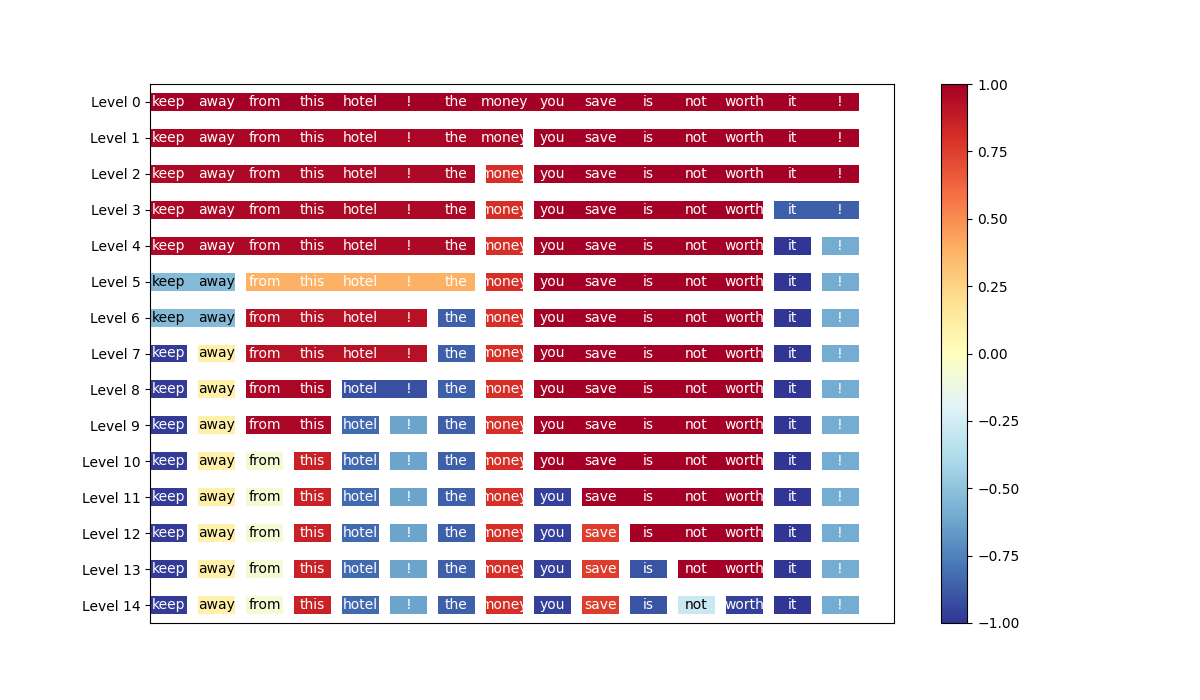 Level 0 keep away from this hotel ! the money you save is not worth it !
Level 1 keep away from this hotel ! the money you save is not worth it !
Level 2 keep away from this hotel ! the money you save is not worth it !
Level 3 keep away from this hotel ! the money you save is not worth it !
Level 4 keep away from this hotel ! the money you save is not worth it !
Level 5 keep away from this hotel ! the money you save is not worth it !
Level 6 keep away from this hotel ! the money you save is not worth it !
Level 7 keep away from this hotel ! the money you save is not worth it !
Level 8 keep away from this hotel ! the money you save is not worth it !
Level 9 keep away from this hotel ! the money you save is not worth it !
Level 10 keep away from this hotel ! the money you save is not worth it !
Level 11 keep away from this hotel ! the money you save is not worth it !
Level 12 keep away from this hotel ! the money you save is not worth it !
Level 13 keep away from this hotel ! the money you save is not worth it !
Level 14 keep away from this hotel ! the money you save is not worth it !
1.00
0.75
0.50
0.25
0.00
−0.25
−0.50
−0.75
−1.00